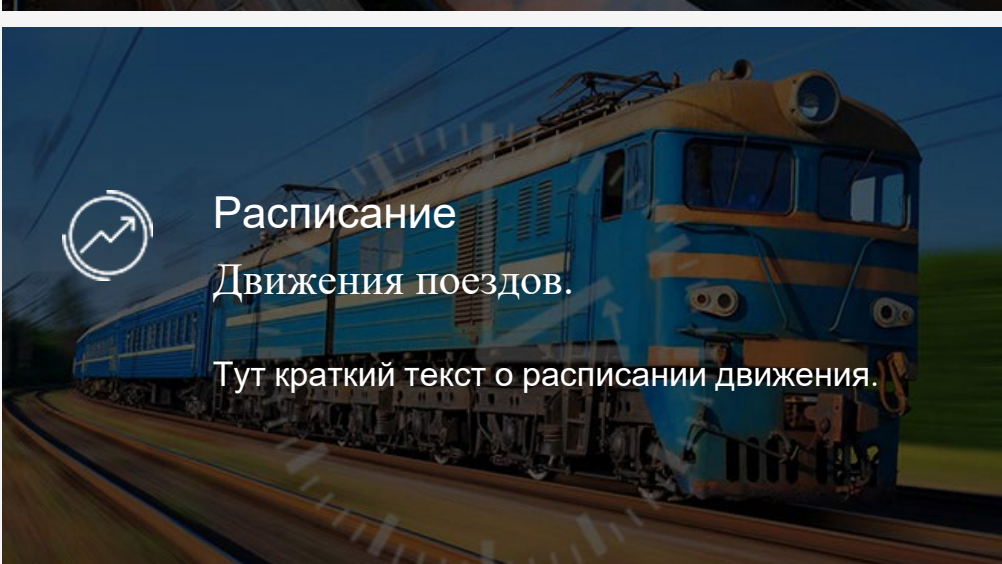 Расписание
Движения поездов.
Тут краткий текст о расписании движения.